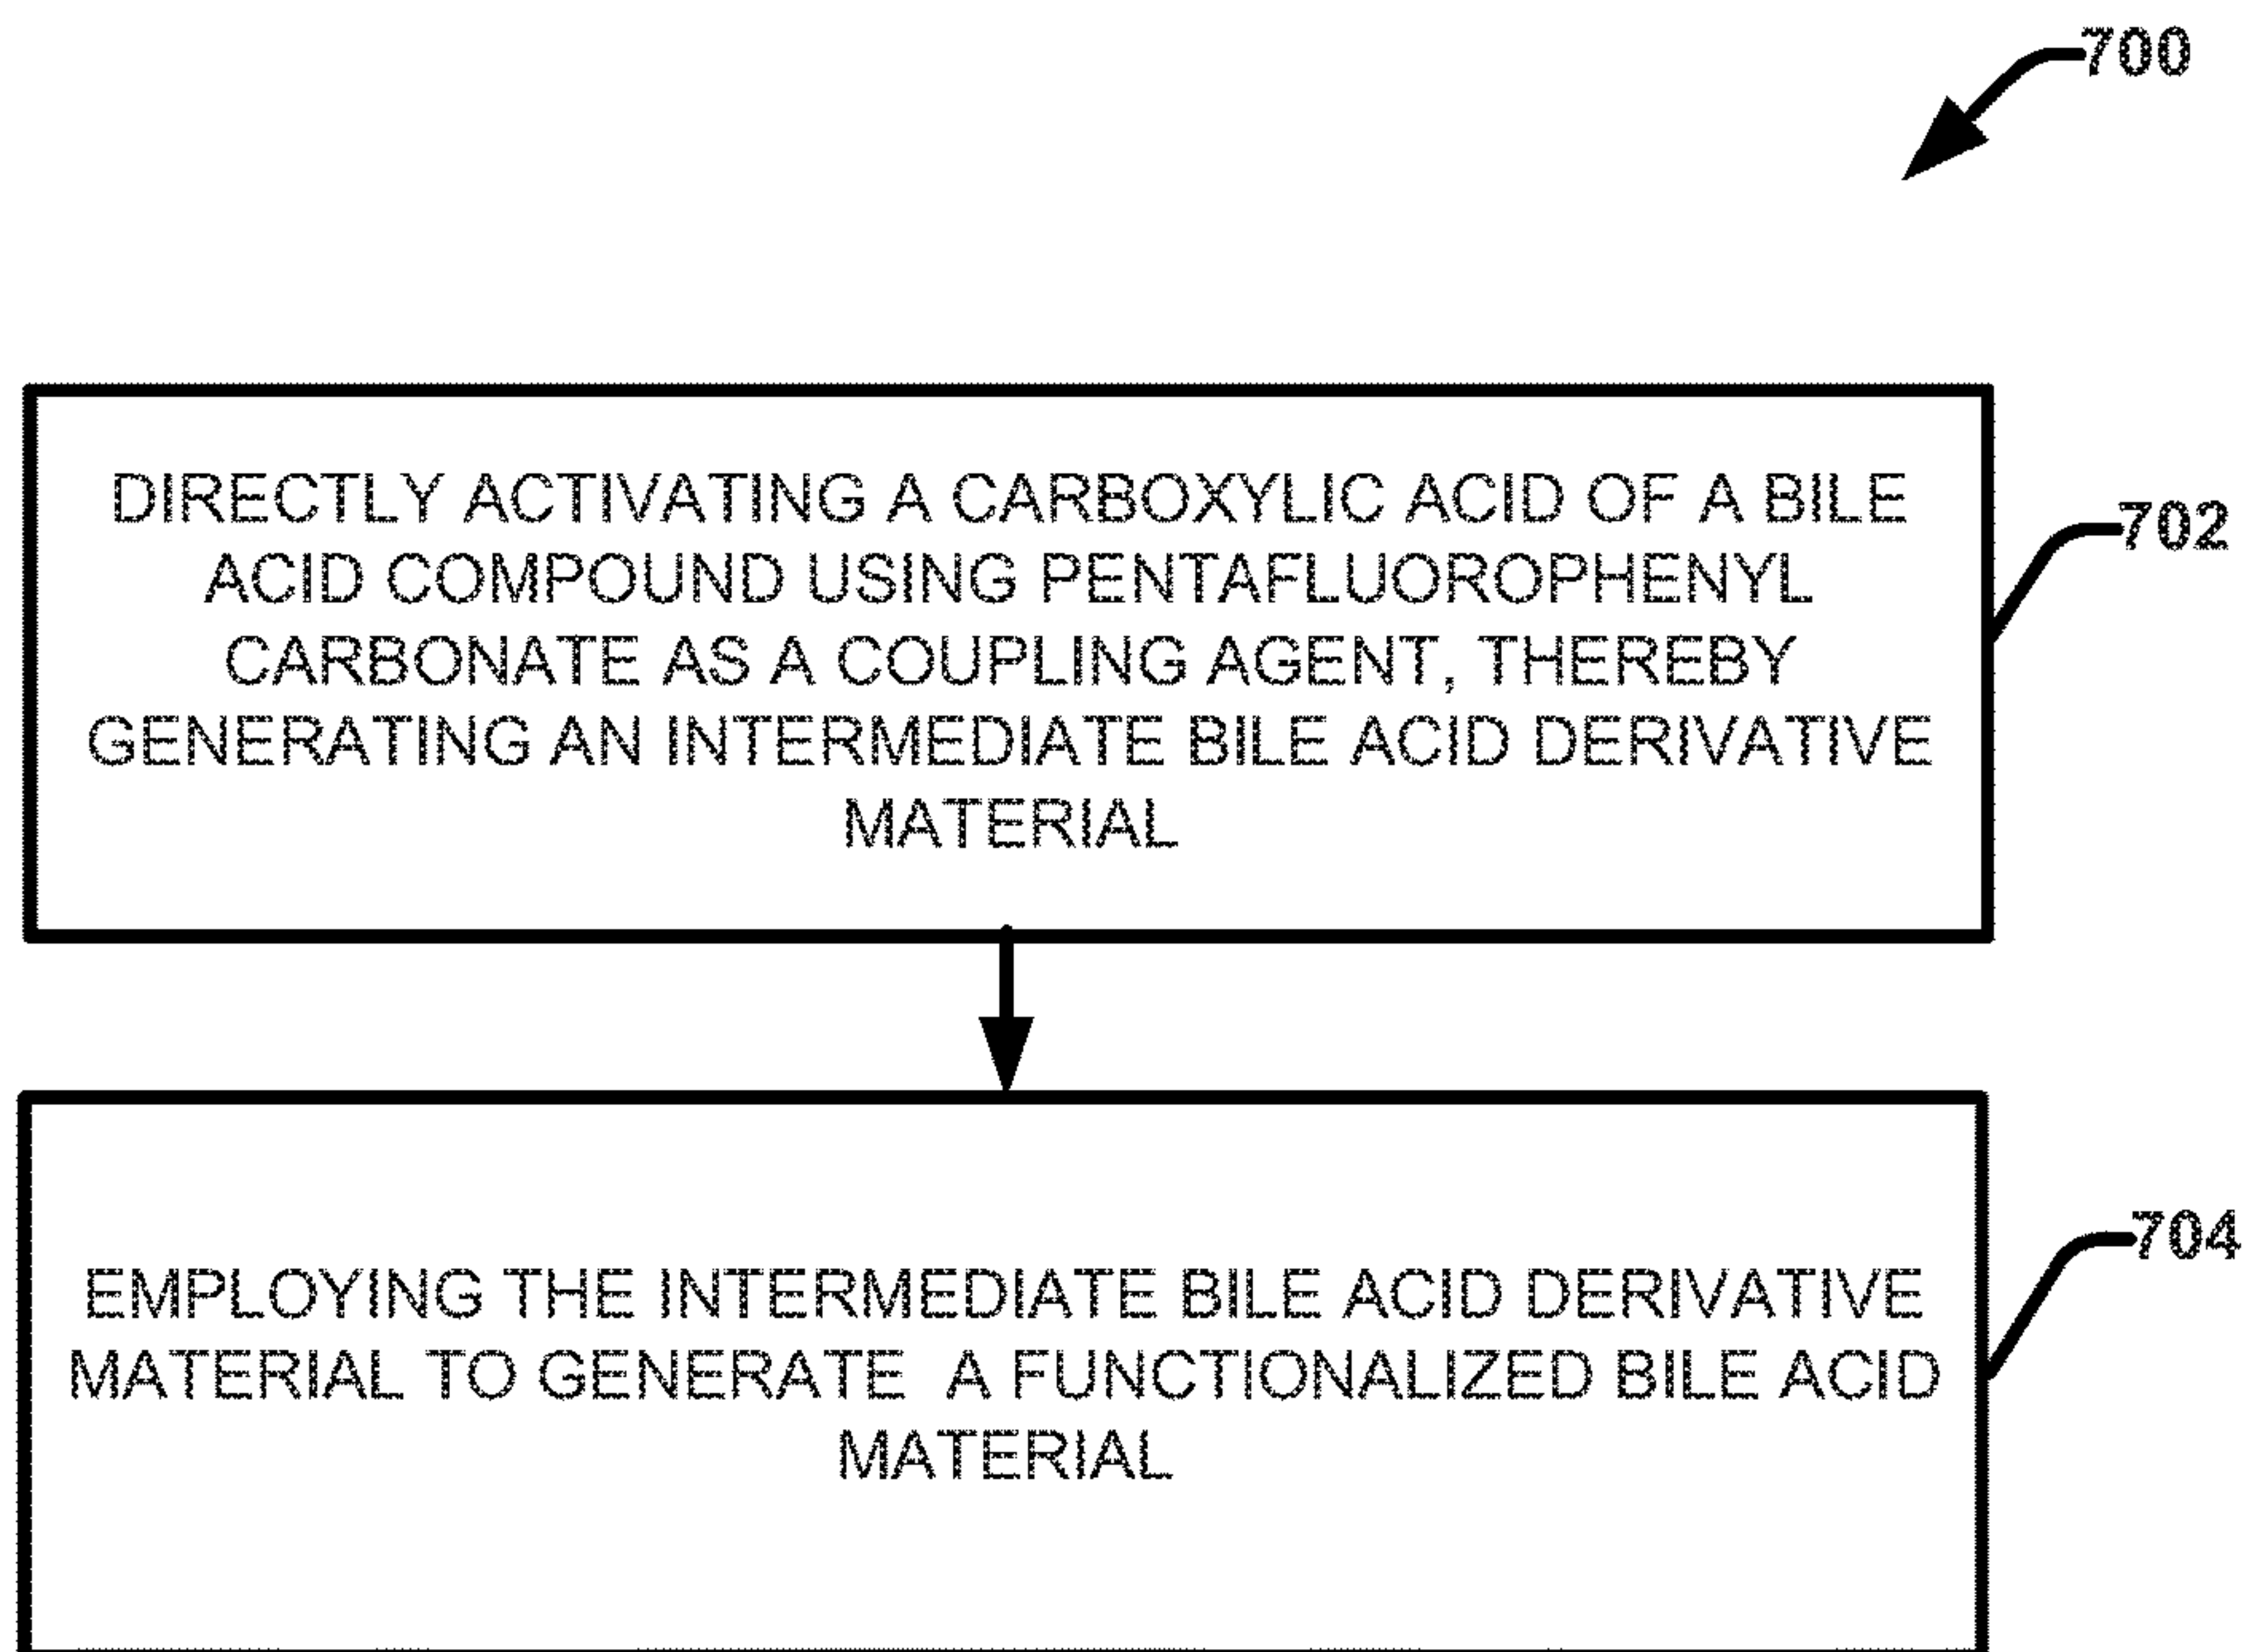 700
DIRECTLY ACTIVATING A CARBOXYLIC ACID OF A BILE
ACID COMPOUND USING PENTAFLUOROPHENYL
CARBONATE AS A COUPLING AGENT, THEREBY
GENERATING AN INTERMEDIATE BILE ACID DERIVATIVE
MATERIAL
702
EMPLOYING THE INTERMEDIATE BILE ACID DERIVATIVE
MATERIAL TO GENERATE A FUNCTIONALIZED BILE ACID
MATERIAL
704